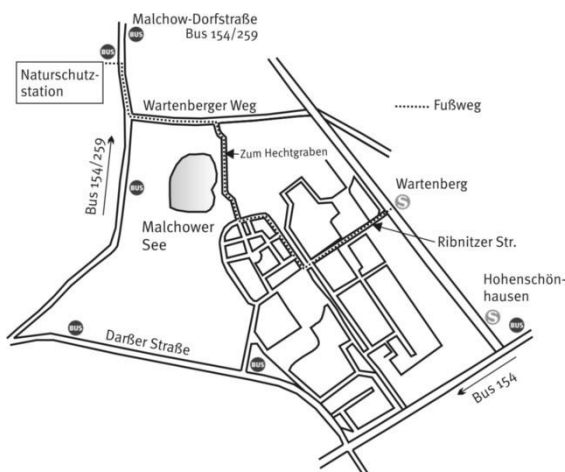 Malchow-Dorfstraße
Bus 154/259
BUS
BUS
Naturschutz-
station
Wartenberger Weg
Fußweg
Zum Hechtgraben
Bus 154/259
BUS
Wartenberg
S
Malchower
See
Ribnitzer Str.
Hohenschön-
hausen
S
BUS
BUS
Darßer Straße
BUS
Bus 154